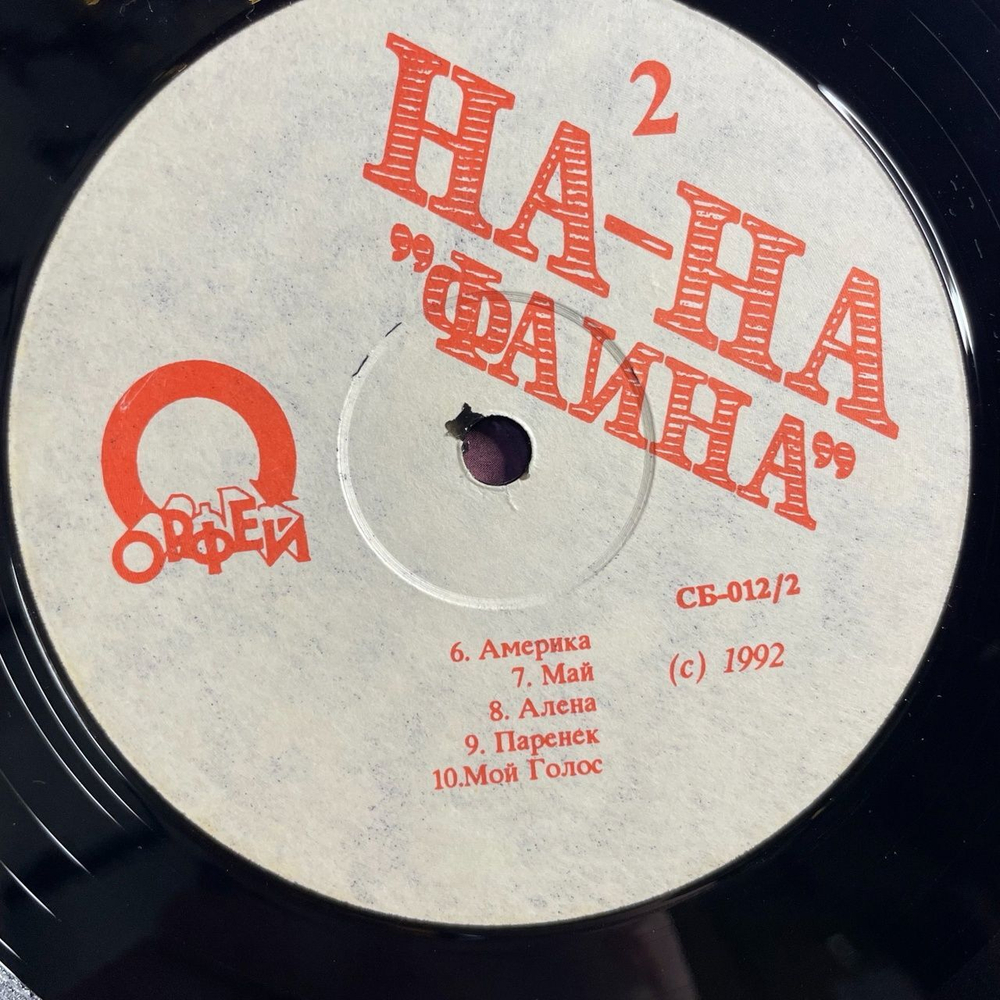 2
НА-НА
"ФАИНА"
ОРФЕЙ
СБ-012/2
(с) 1992
6. Америка
7. Май
8. Алена
9. Паренек
10.Мой Голос